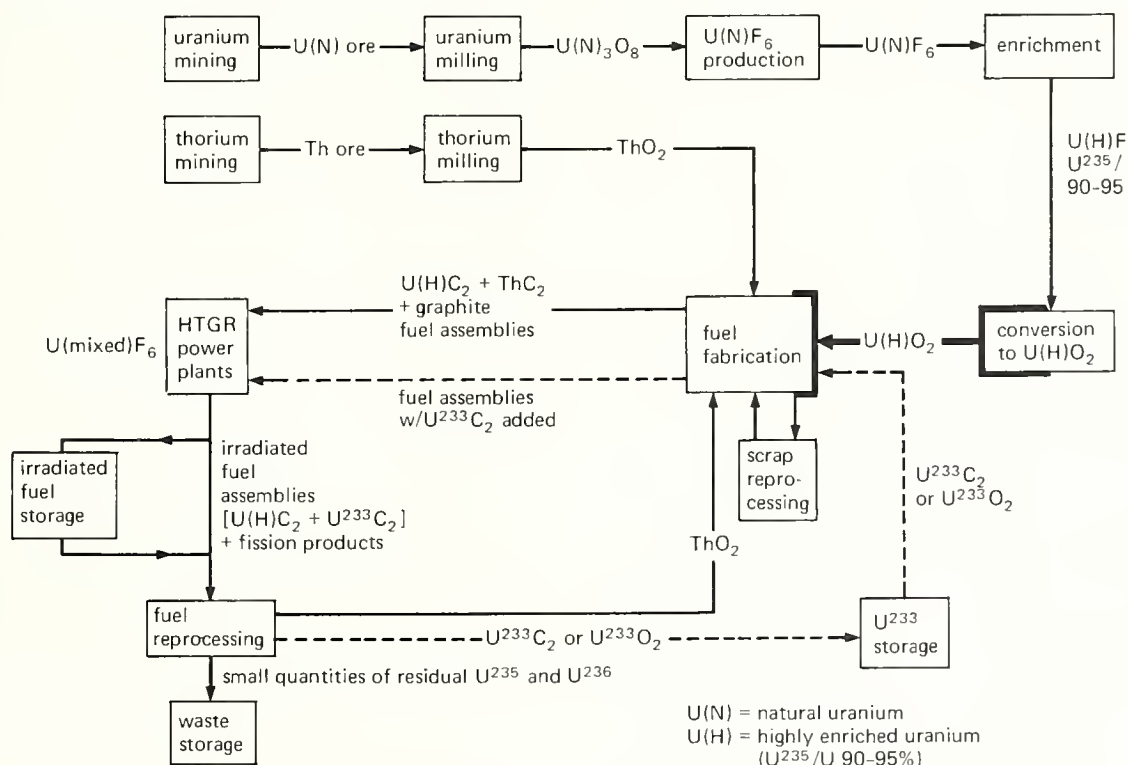 uranium
mining
U(N) ore
uranium
milling
U(N)₃O₈
U(N)F₆
production
U(N)F₆
enrichment
thorium
mining
Th ore
thorium
milling
ThO₂
U(H)F
U²³⁵/
90-95
U(H)C₂ + ThC₂
+ graphite
fuel assemblies
U(mixed)F₆
HTGR
power
plants
fuel
fabrication
U(H)O₂
conversion
to U(H)O₂
fuel assemblies
w/U²³³C₂ added
irradiated
fuel
storage
irradiated
fuel
assemblies
[U(H)C₂ + U²³³C₂]
+ fission products
scrap
repro-
cessing
U²³³C₂
or U²³³O₂
ThO₂
fuel
reprocessing
U²³³C₂ or U²³³O₂
U²³³
storage
small quantities of residual U²³⁵ and U²³⁶
waste
storage
U(N) = natural uranium
U(H) = highly enriched uranium
(U²³⁵/U 90-95%)